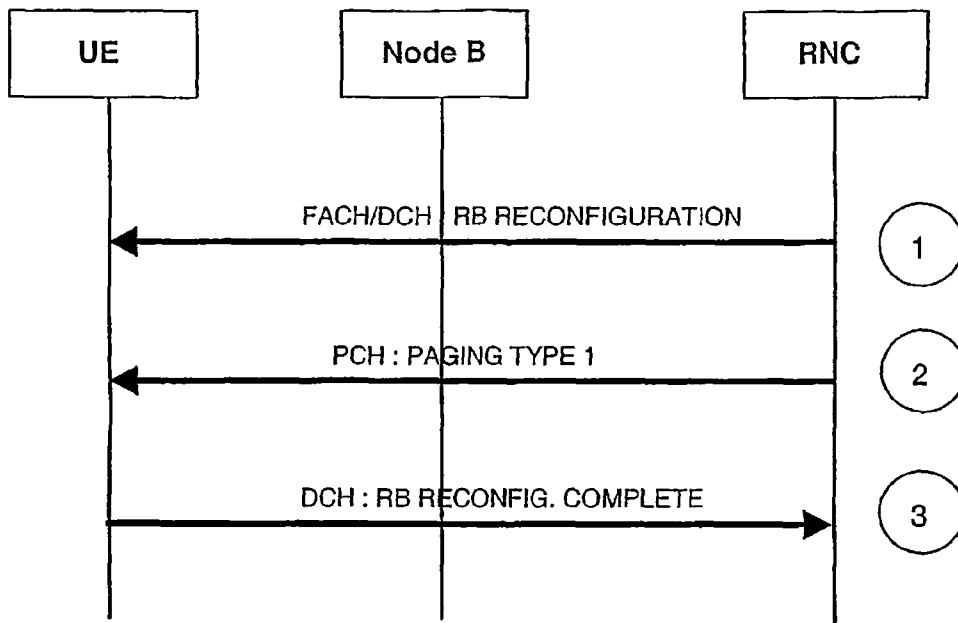 UE
Node B
RNC
FACH/DCH : RB RECONFIGURATION
1
PCH : PAGING TYPE 1
2
DCH : RB RECONFIG. COMPLETE
3